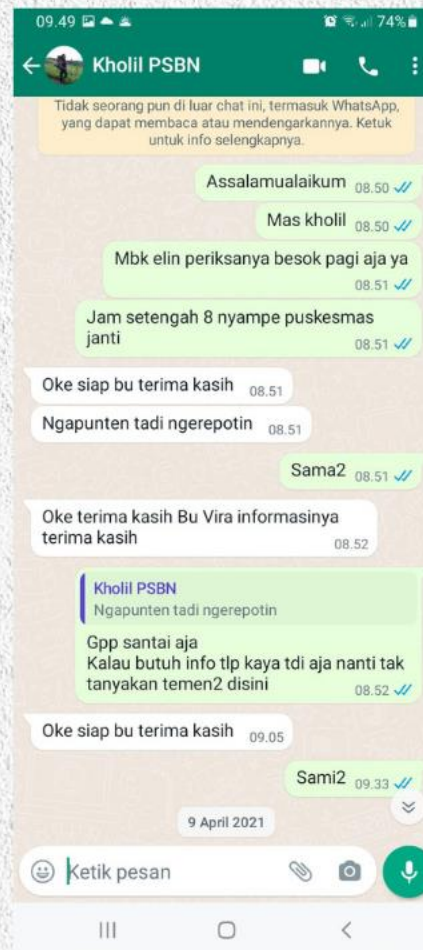 09.49 74%
Kholil PSBN
Tidak seorang pun di luar chat ini, termasuk WhatsApp,
yang dapat membaca atau mendengarkannya. Ketuk
untuk info selengkapnya.
Assalamualaikum 08.50
Mas kholil 08.50
Mbk elin periksanya besok pagi aja ya
08.51
Jam setengah 8 nyampe puskesmas
janti 08.51
Oke siap bu terima kasih 08.51
Ngapunten tadi ngerepotin 08.51
Sama2 08.51
Oke terima kasih Bu Vira informasinya
terima kasih 08.52
Kholil PSBN
Ngapunten tadi ngerepotin
Gpp santai aja
Kalau butuh info tlp kaya tdi aja nanti tak
tanyakan temen2 disini 08.52
Oke siap bu terima kasih 09.05
Sami2 09.33
9 April 2021
Ketik pesan